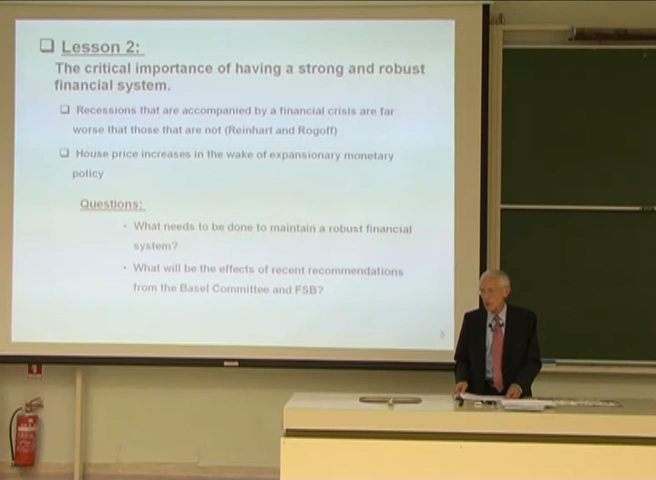 Lesson 2:
The critical importance of having a strong and robust
financial system.
Recessions that are accompanied by a financial crisis are far
worse that those that are not (Reinhart and Rogoff)
House price increases in the wake of expansionary monetary
policy
Questions:
- What needs to be done to maintain a robust financial
system?
• What will be the effects of recent recommendations
from the Basel Committee and FSB?